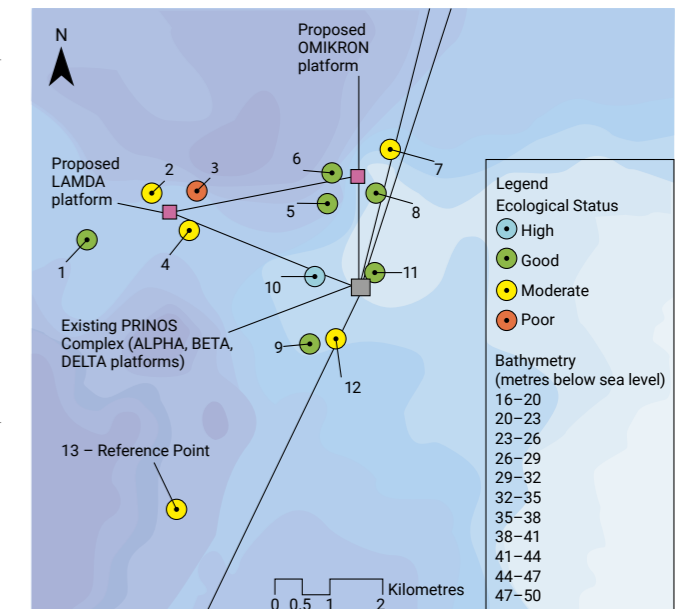 N
Proposed
OMIKRON
platform
Proposed
LAMDA
platform
2
3
6
7
5
8
4
1
10
11
Existing PRINOS
Complex (ALPHA, BETA,
DELTA platforms)
9
12
13 – Reference Point
Legend
Ecological Status
High
Good
Moderate
Poor
Bathymetry
(metres below sea level)
16–20
20–23
23–26
26–29
29–32
32–35
35–38
38–41
41–44
44–47
47–50
Kilometres
0 0.5 1 2